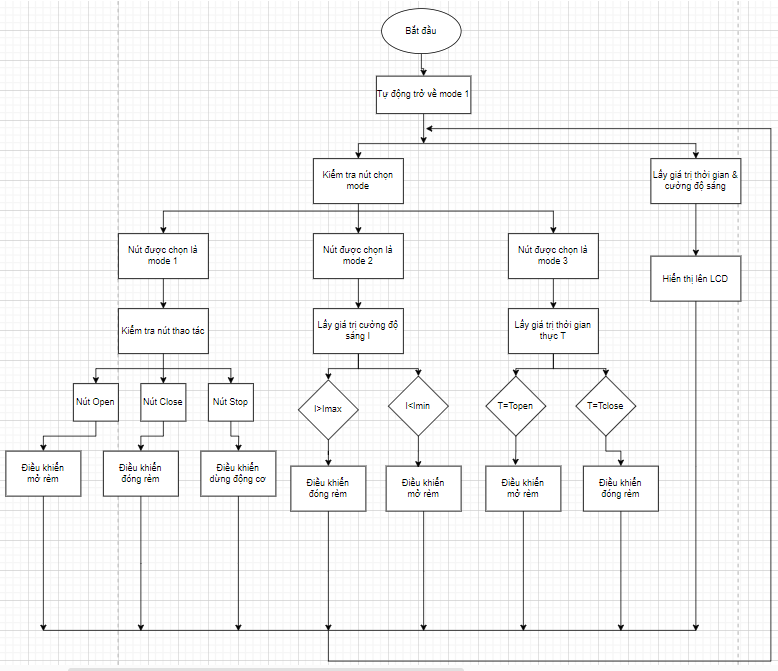 Bắt đầu
Tự động trở về mode 1
Kiểm tra nút chọn
mode
Lấy giá trị thời gian &
cường độ sáng
Nút được chọn là
mode 1
Nút được chọn là
mode 2
Nút được chọn là
mode 3
Hiển thị lên LCD
Kiểm tra nút thao tác
Lấy giá trị cường độ
sáng I
Lấy giá trị thời gian
thực T
Nút Open
Nút Close
Nút Stop
I>Imax
I<Imin
T=Topen
T=Tclose
Điều khiển
mở rèm
Điều khiển
đóng rèm
Điều khiển
dừng động cơ
Điều khiển
đóng rèm
Điều khiển
mở rèm
Điều khiển
mở rèm
Điều khiển
đóng rèm